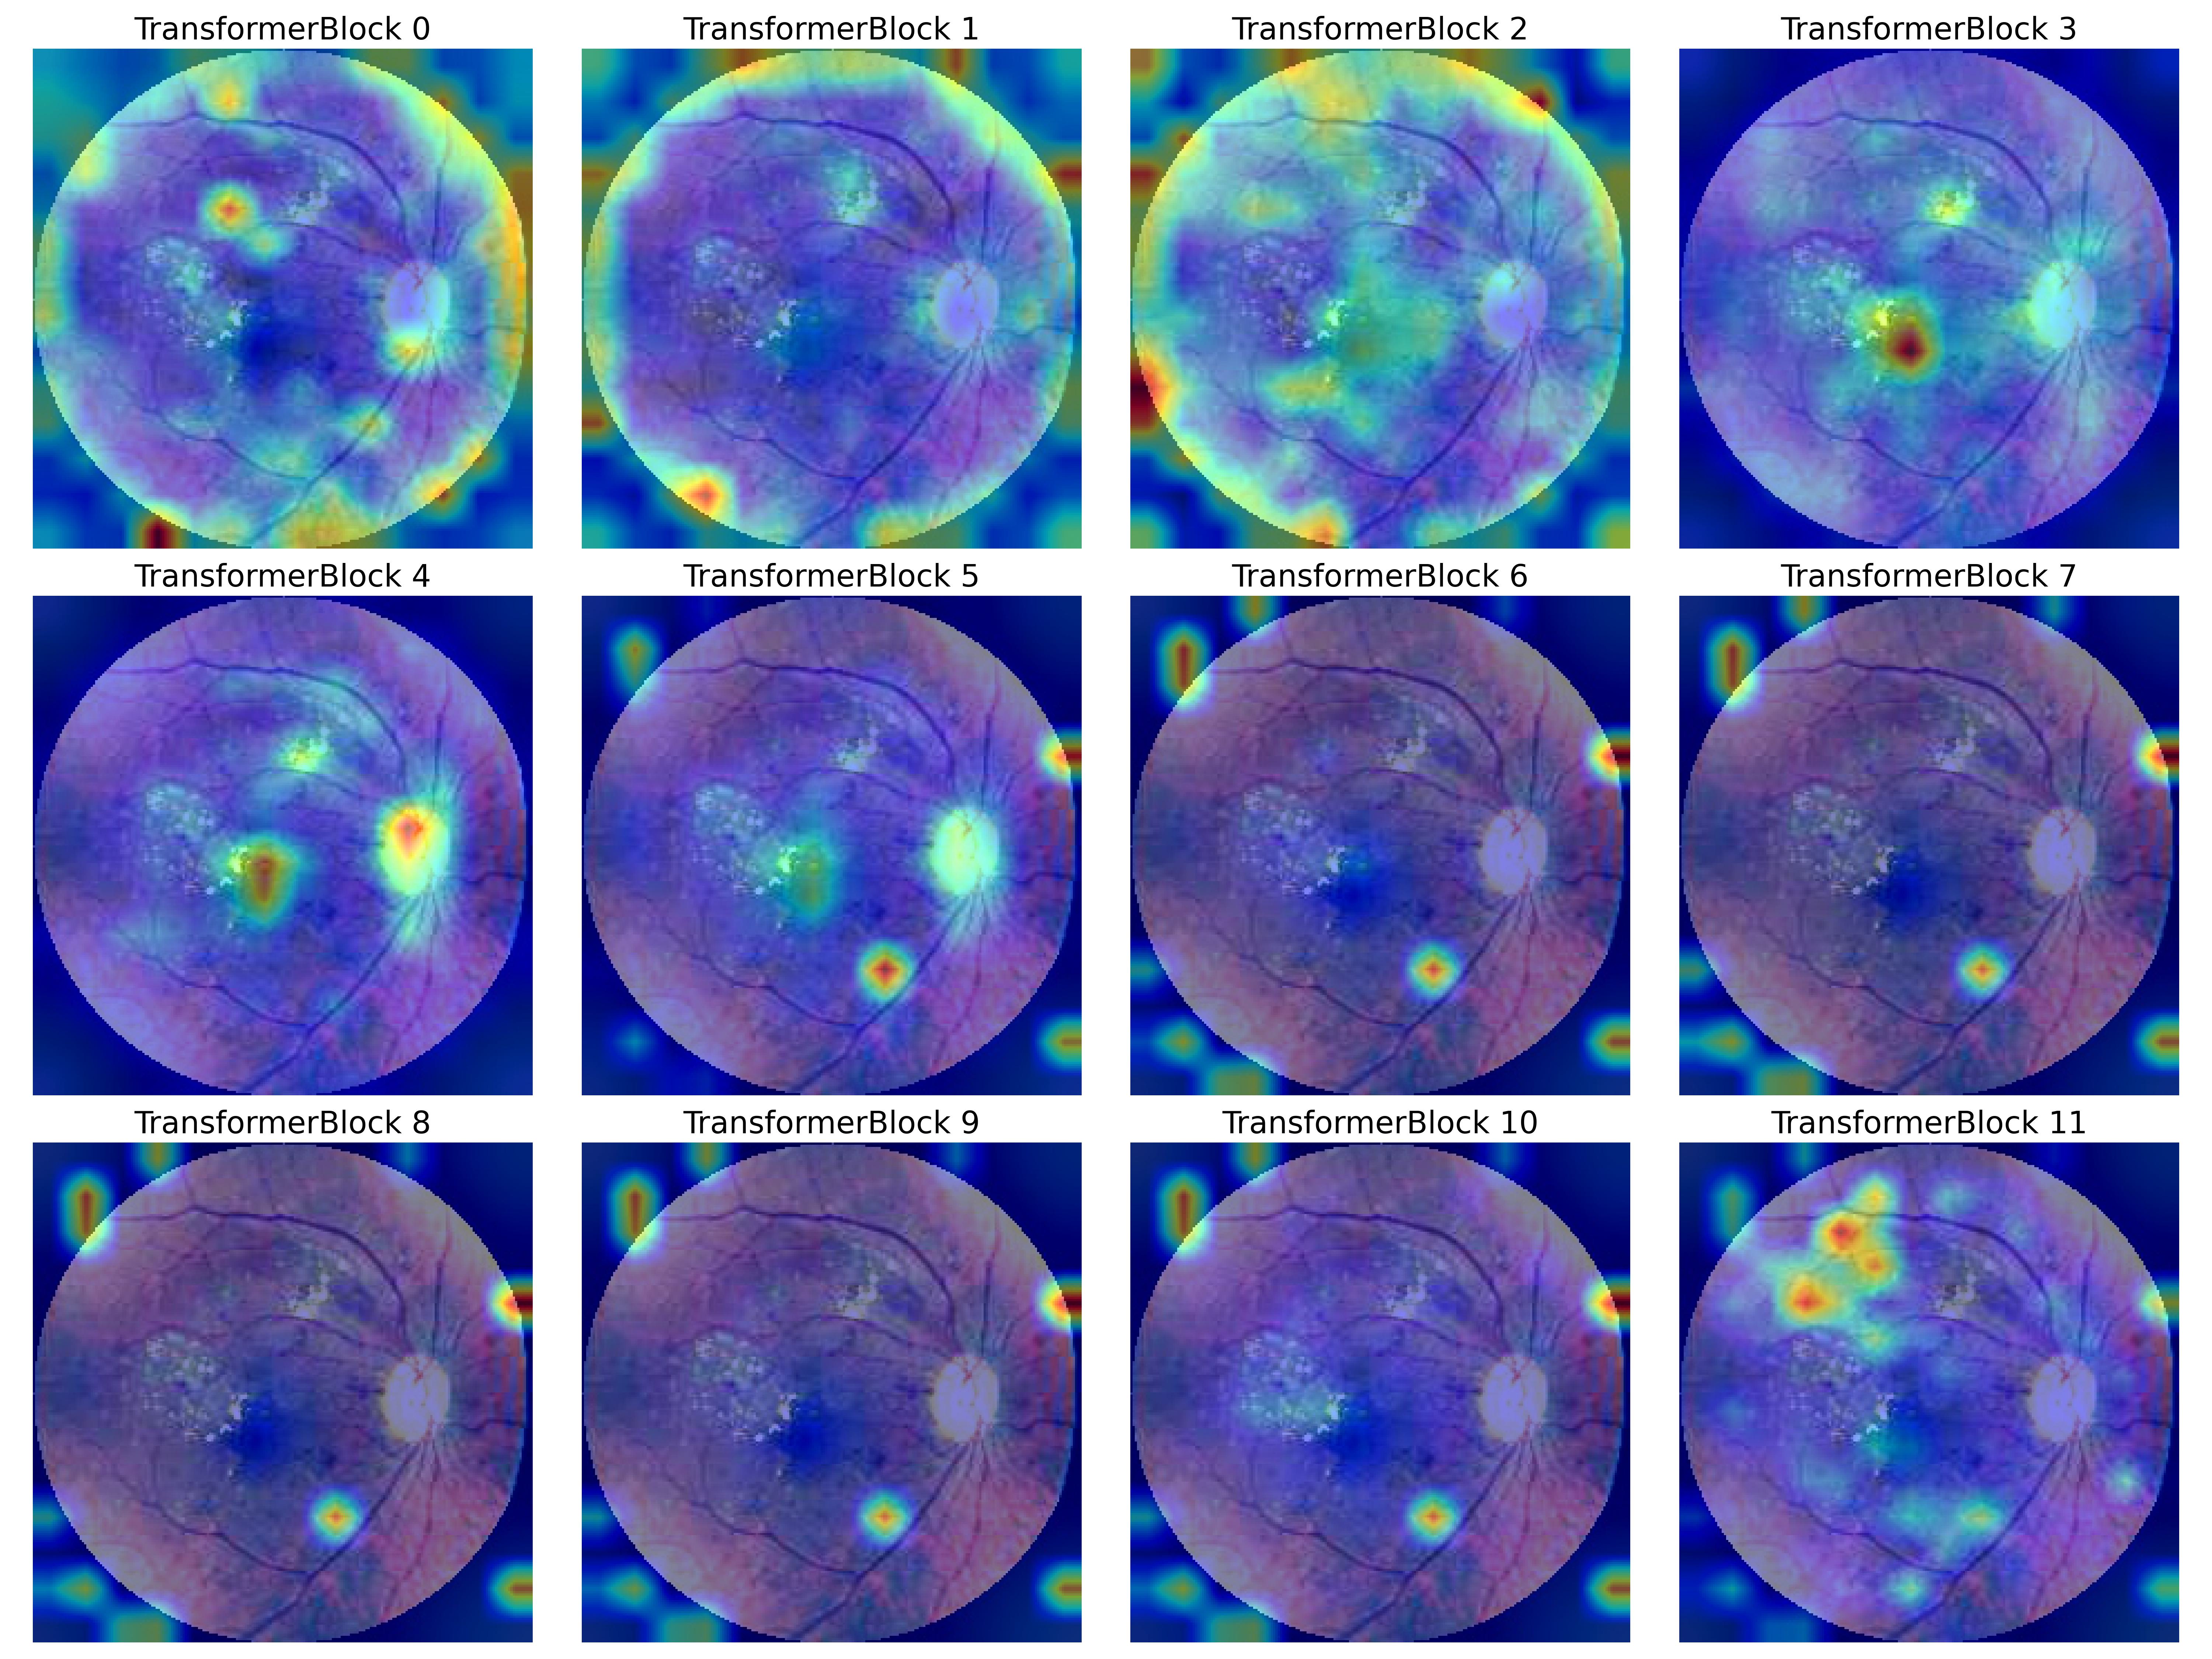 TransformerBlock 0
TransformerBlock 1
TransformerBlock 2
TransformerBlock 3
TransformerBlock 4
TransformerBlock 5
TransformerBlock 6
TransformerBlock 7
TransformerBlock 8
TransformerBlock 9
TransformerBlock 10
TransformerBlock 11